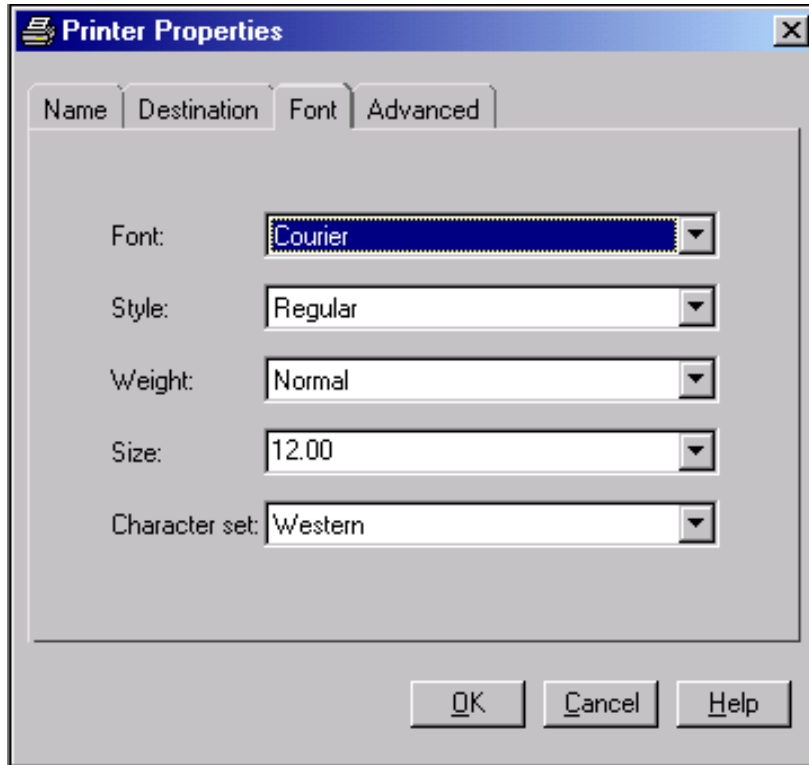 Printer Properties
Name Destination Font Advanced
Font: Courier
Style: Regular
Weight: Normal
Size: 12.00
Character set: Western
OK Cancel Help